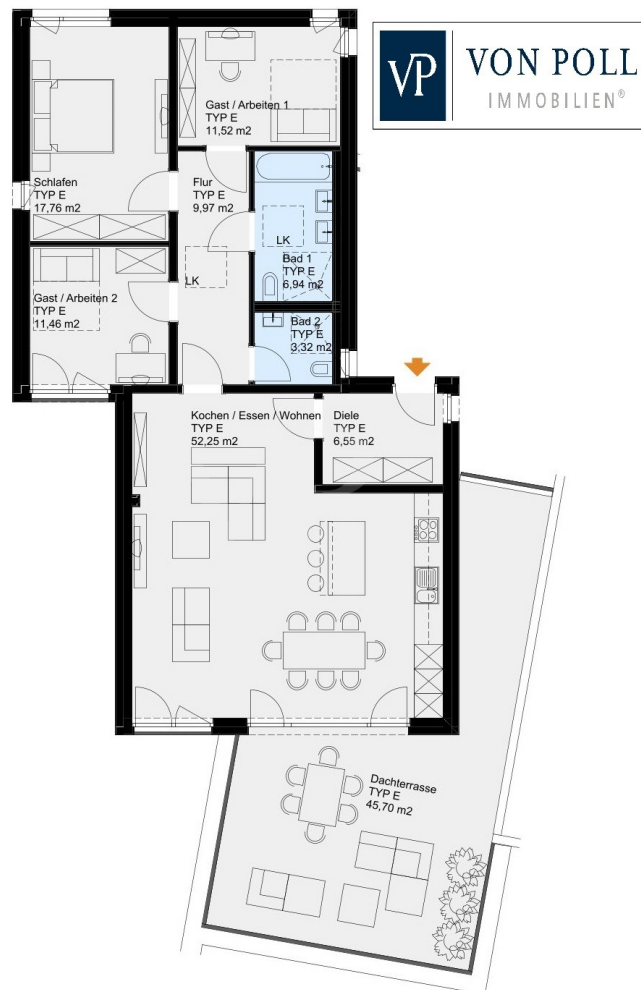 VP
VON POLL
IMMOBILIEN®
Gast / Arbeiten 1
TYP E
11,52 m2
Schlafen
TYP E
17,76 m2
Flur
TYP E
9,97 m2
LK
LK
Bad 1
TYP E
6,94 m2
Gast / Arbeiten 2
TYP E
11,46 m2
Bad 2
TYP E
3,32 m2
Kochen / Essen / Wohnen
TYP E
52,25 m2
Diele
TYP E
6,55 m2
Dachterrasse
TYP E
45,70 m2